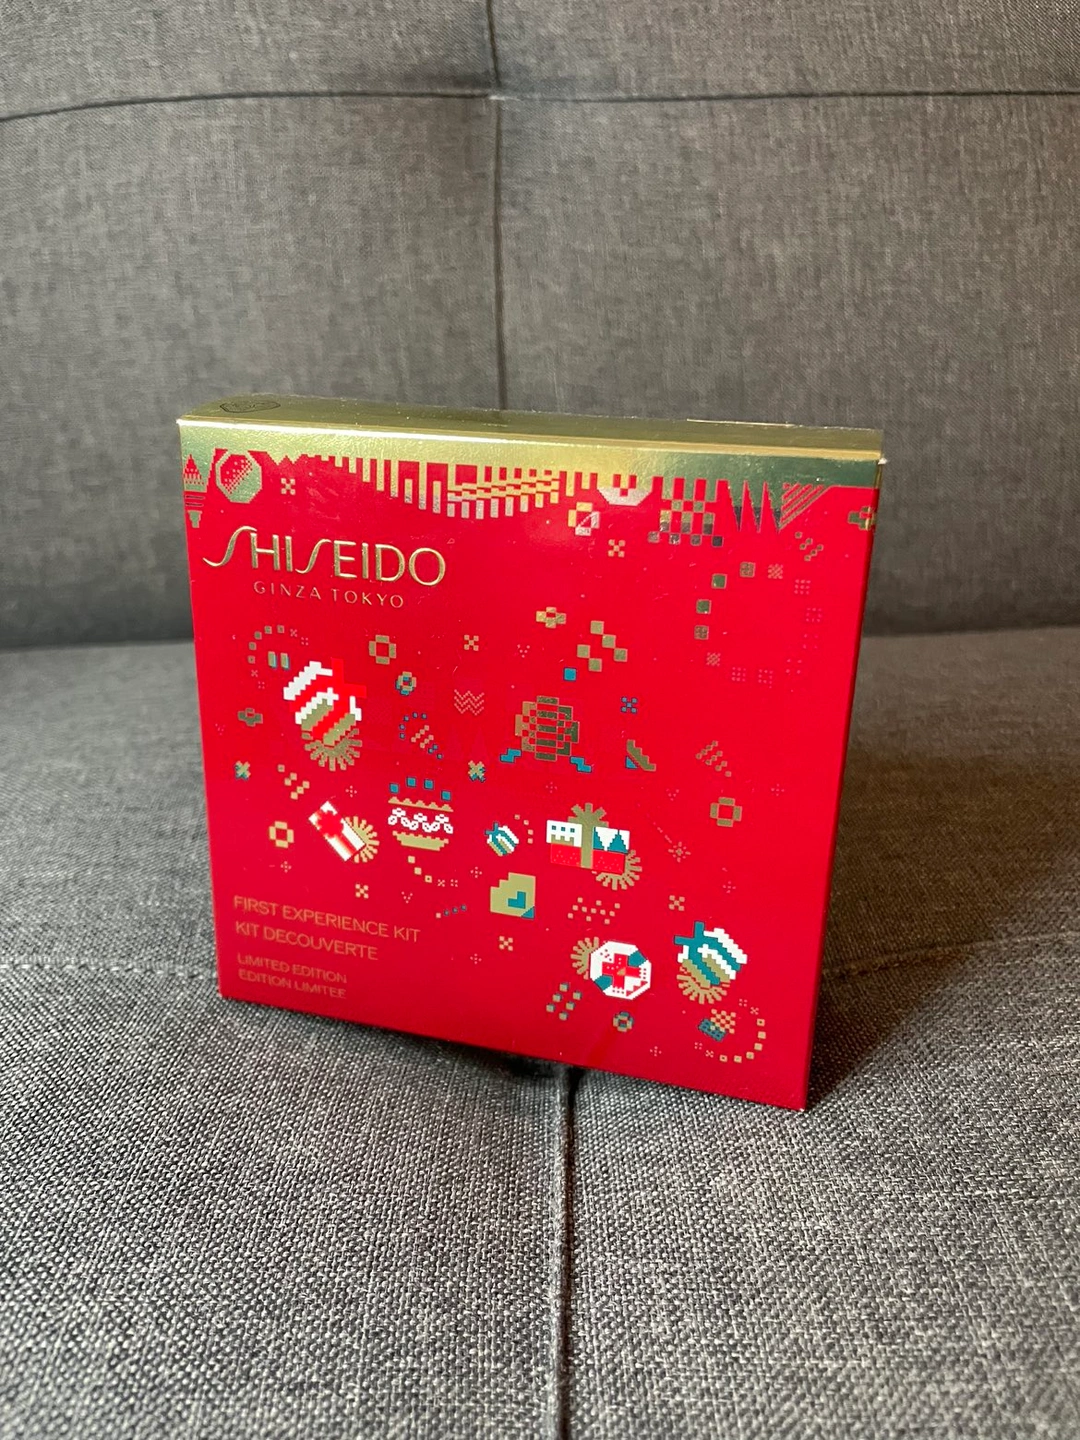 SHISEIDO
GINZA TOKYO
FIRST EXPERIENCE KIT
KIT DECOUVERTE
LIMITED EDITION
EDITION LIMITEE